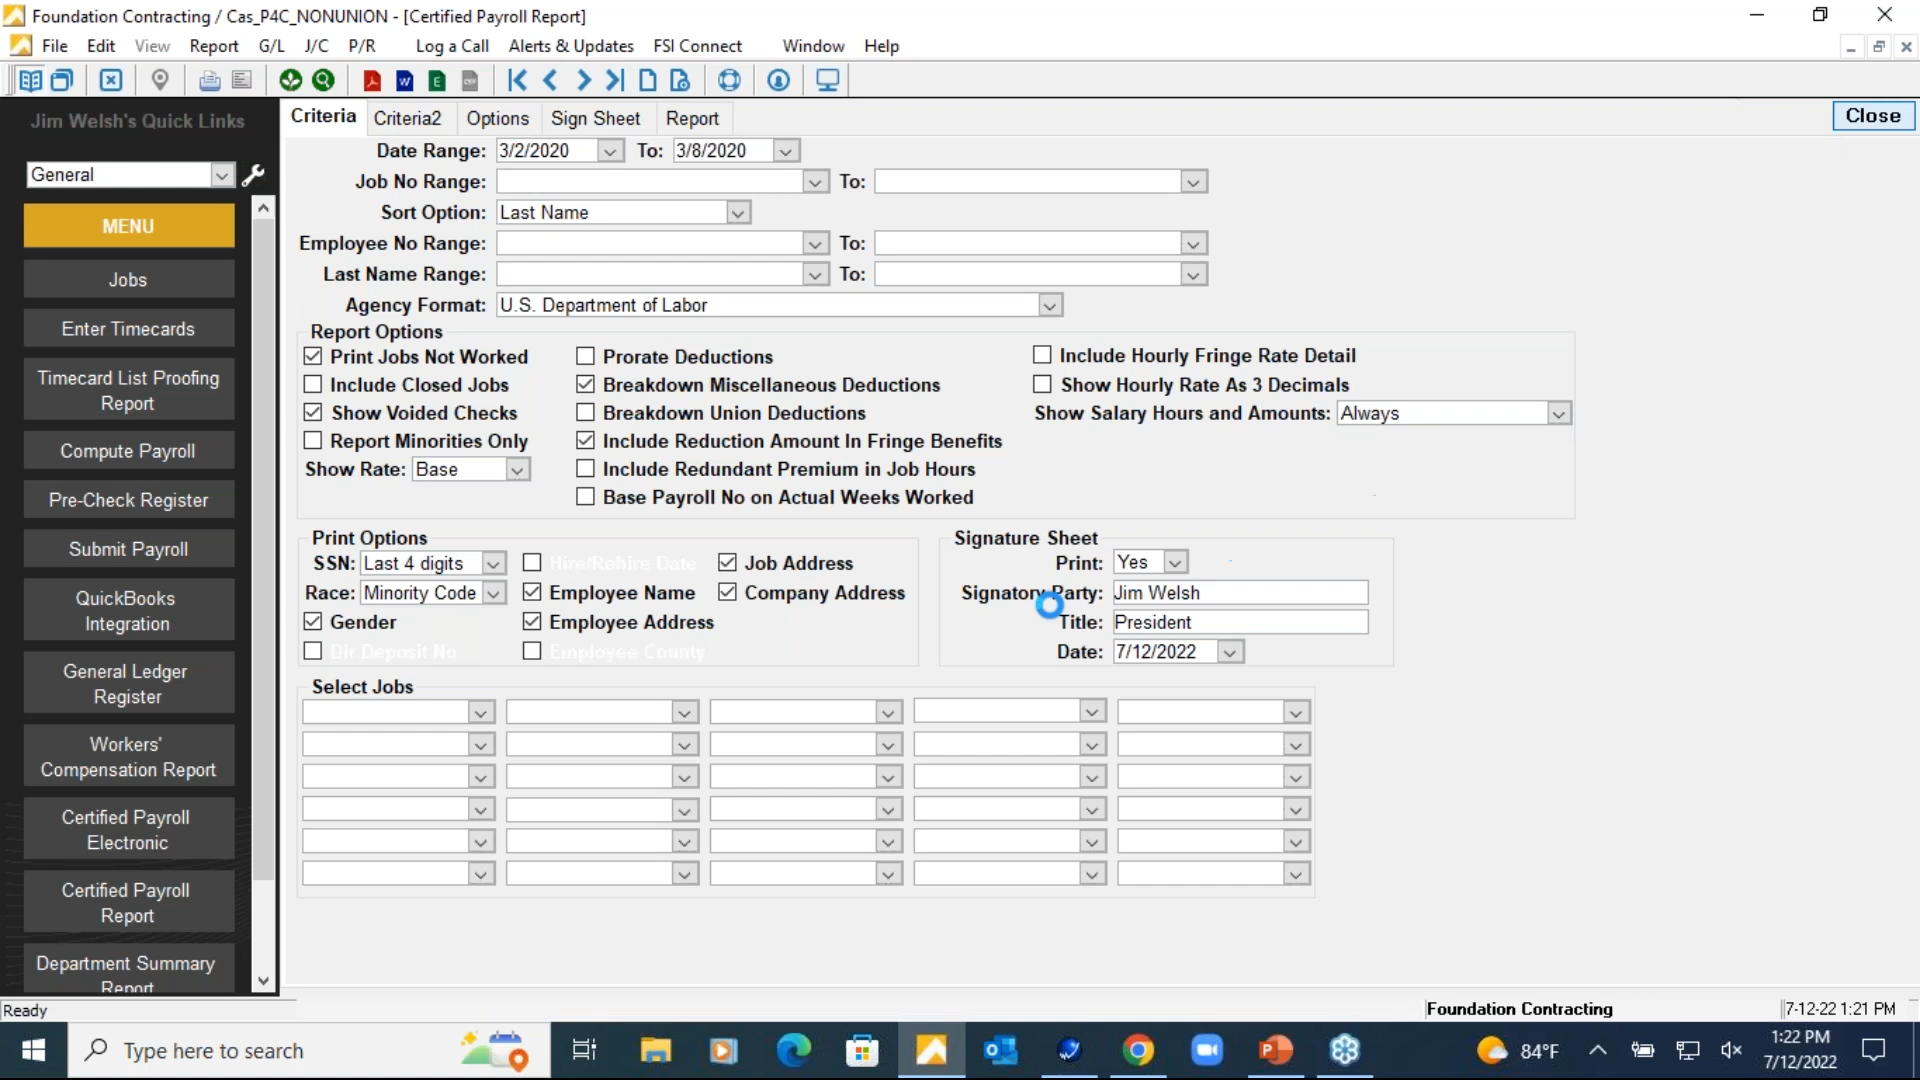 Foundation Contracting / Cas_P4C_NONUNION - [Certified Payroll Report]
File Edit View Report G/L J/C P/R Log a Call Alerts & Updates FSI Connect Window Help
Jim Welsh's Quick Links
General
MENU
Jobs
Enter Timecards
Timecard List Proofing
Report
Compute Payroll
Pre-Check Register
Submit Payroll
QuickBooks
Integration
General Ledger
Register
Workers'
Compensation Report
Certified Payroll
Electronic
Certified Payroll
Report
Department Summary
Report
Criteria Criteria2 Options Sign Sheet Report Close
Date Range: 3/2/2020 To: 3/8/2020
Job No Range: To:
Sort Option: Last Name
Employee No Range: To:
Last Name Range: To:
Agency Format: U.S. Department of Labor
Report Options
Print Jobs Not Worked Prorate Deductions Include Hourly Fringe Rate Detail
Include Closed Jobs Breakdown Miscellaneous Deductions Show Hourly Rate As 3 Decimals
Show Voided Checks Breakdown Union Deductions Show Salary Hours and Amounts: Always
Report Minorities Only Include Reduction Amount In Fringe Benefits
Show Rate: Base Include Redundant Premium in Job Hours
Base Payroll No on Actual Weeks Worked
Print Options
SSN: Last 4 digits Hire/Rehire Date Job Address
Race: Minority Code Employee Name Company Address
Gender Employee Address
Dir Deposit No Employee County
Signature Sheet
Print: Yes
Signatory Party: Jim Welsh
Title: President
Date: 7/12/2022
Select Jobs
Ready Foundation Contracting 7-12-22 1:21 PM
Type here to search 84°F 1:22 PM
7/12/2022